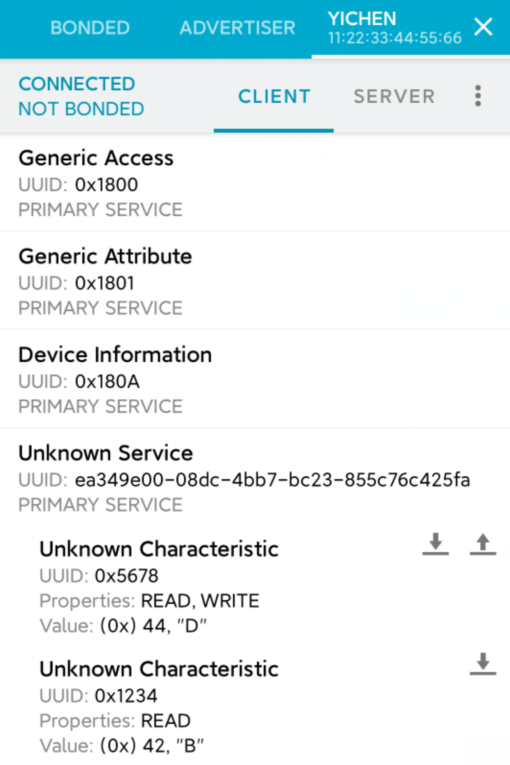 BONDED
ADVERTISER
YICHEN
11:22:33:44:55:66
CONNECTED
NOT BONDED
CLIENT
SERVER
Generic Access
UUID: 0x1800
PRIMARY SERVICE
Generic Attribute
UUID: 0x1801
PRIMARY SERVICE
Device Information
UUID: 0x180A
PRIMARY SERVICE
Unknown Service
UUID: ea349e00-08dc-4bb7-bc23-855c76c425fa
PRIMARY SERVICE
Unknown Characteristic
UUID: 0x5678
Properties: READ, WRITE
Value: (0x) 44, "D"
Unknown Characteristic
UUID: 0x1234
Properties: READ
Value: (0x) 42, "B"